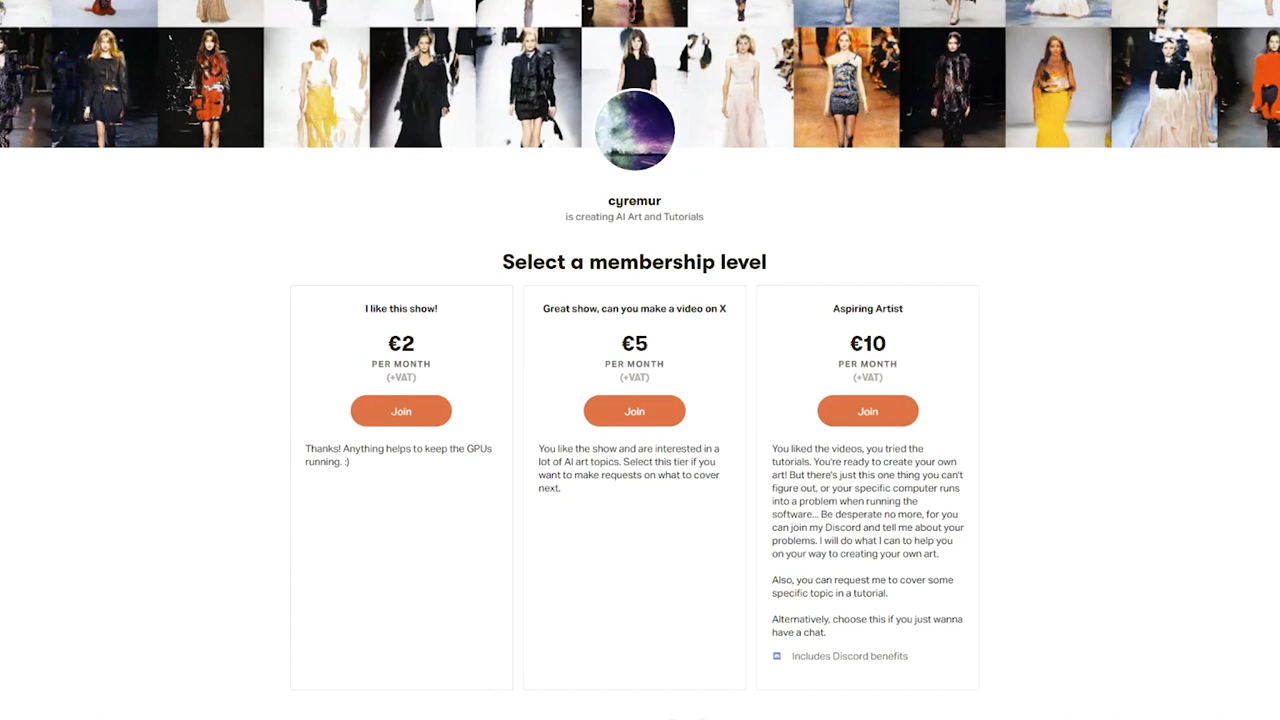 cyremur
is creating AI Art and Tutorials
Select a membership level
I like this show!
€2
PER MONTH
(+VAT)
Join
Thanks! Anything helps to keep the GPUs
running. :)
Great show, can you make a video on X
€5
PER MONTH
(+VAT)
Join
You like the show and are interested in a
lot of AI art topics. Select this tier if you
want to make requests on what to cover
next.
Aspiring Artist
€10
PER MONTH
(+VAT)
Join
You liked the videos, you tried the
tutorials. You're ready to create your own
art! But there's just this one thing you can't
figure out, or your specific computer runs
into a problem when running the
software... Be desperate no more, for you
can join my Discord and tell me about your
problems. I will do what I can to help you
on your way to creating your own art.
Also, you can request me to cover some
specific topic in a tutorial.
Alternatively, choose this if you just wanna
have a chat.
Includes Discord benefits